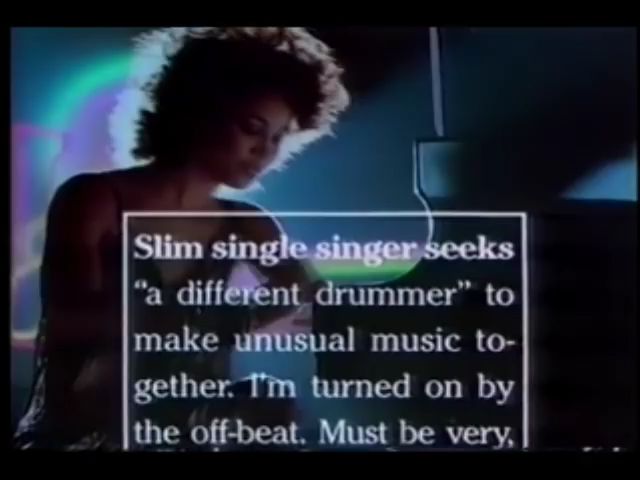 Slim single singer seeks
“a different drummer” to
make unusual music to-
gether. I'm turned on by
the off-beat. Must be very,